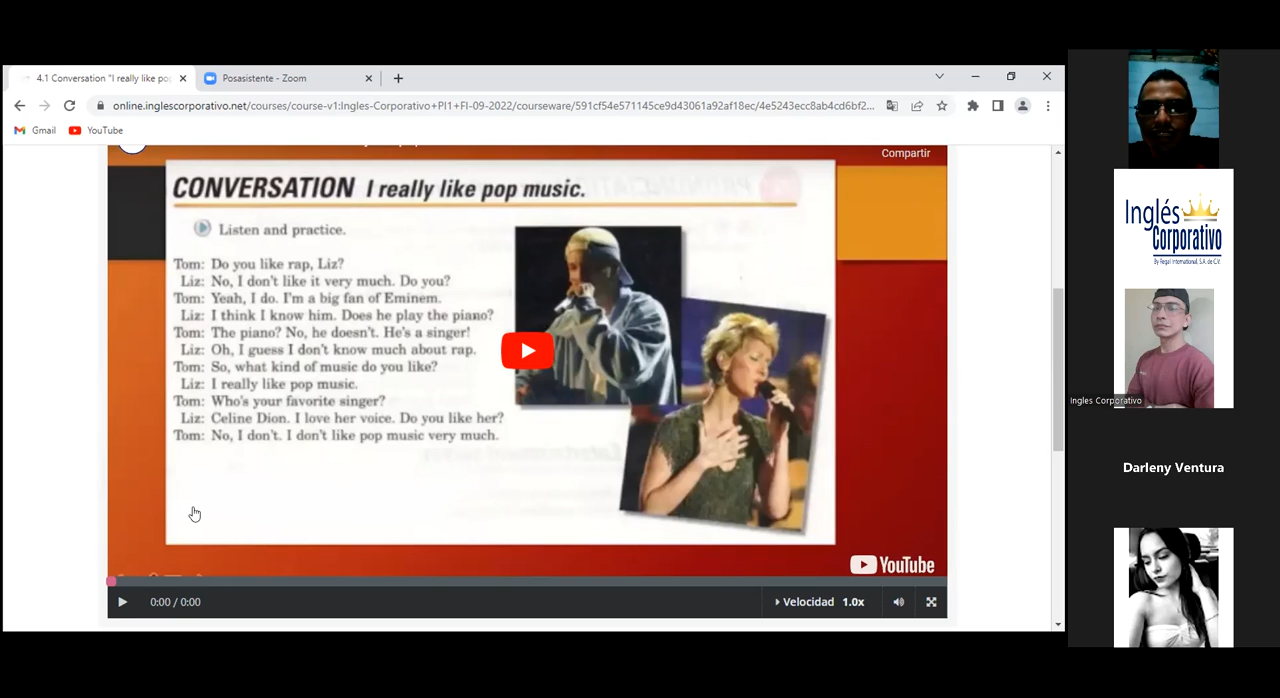 4.1 Conversation "I really like pop
Posasistente - Zoom
online.inglescorporativo.net/courses/course-v1:Ingles-Corporativo+PI1+FI-09-2022/courseware/591cf54e571145ce9d43061a92af18ec/4e5243ecc8ab4cd6bf2...
Gmail
YouTube
Compartir
CONVERSATION I really like pop music.
Listen and practice.
Tom: Do you like rap, Liz?
Liz: No, I don't like it very much. Do you?
Tom: Yeah, I do. I'm a big fan of Eminem.
Liz: I think I know him. Does he play the piano?
Tom: The piano? No, he doesn't. He's a singer!
Liz: Oh, I guess I don't know much about rap.
Tom: So, what kind of music do you like?
Liz: I really like pop music.
Tom: Who's your favorite singer?
Liz: Celine Dion. I love her voice. Do you like her?
Tom: No, I don't. I don't like pop music very much.
YouTube
0:00 / 0:00
Velocidad 1.0x
Inglés
Corporativo
By Regal International, S.A. de C.V.
Ingles Corporativo
Darleny Ventura